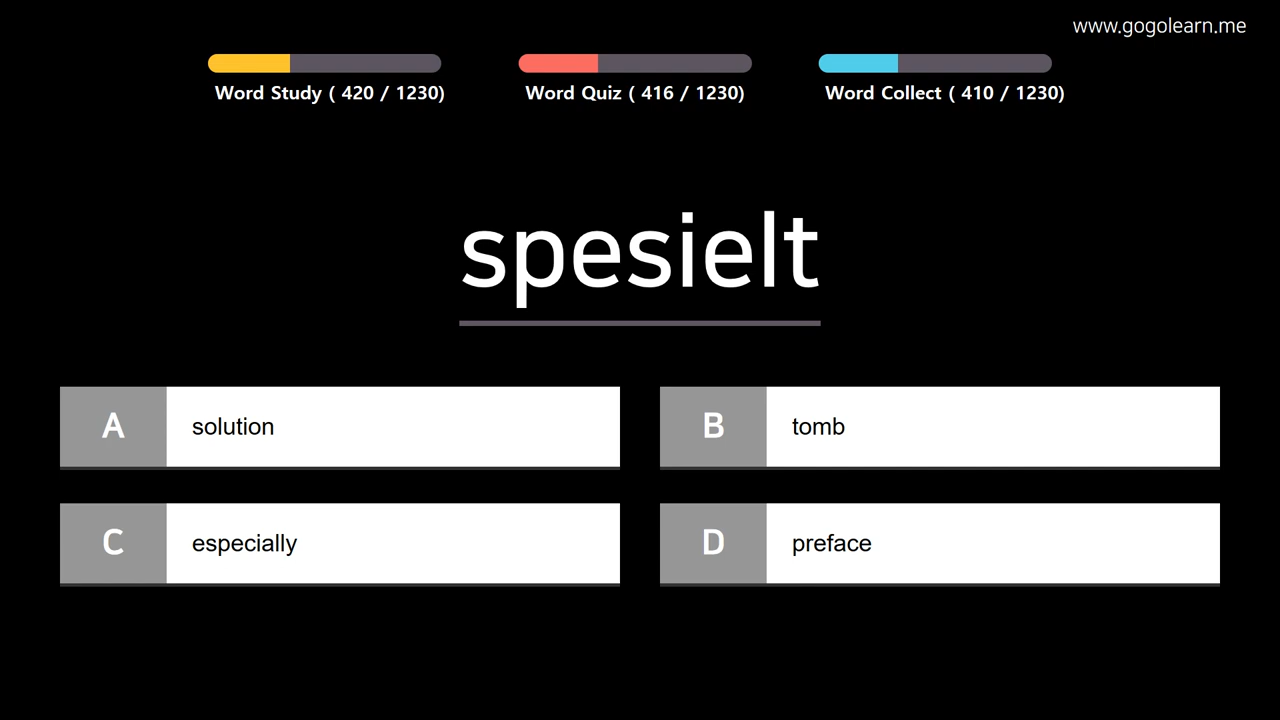 www.gogolearn.me
Word Study ( 420 / 1230)
Word Quiz ( 416 / 1230)
Word Collect ( 410 / 1230)
spesielt
A solution
B tomb
C especially
D preface